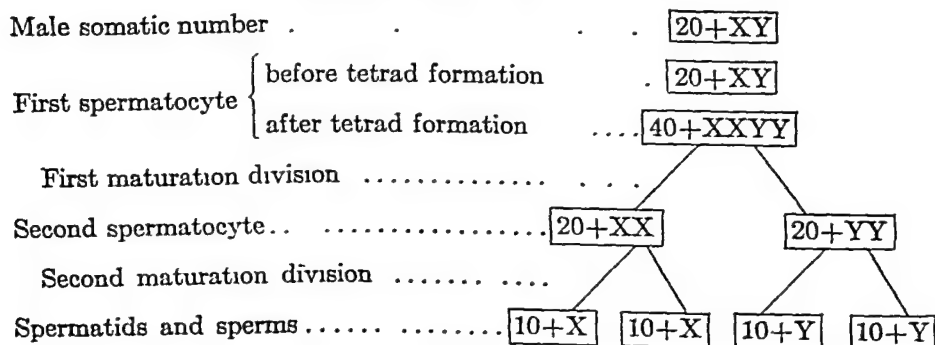 Male somatic number . . . . 20+XY
before tetrad formation . 20+XY
First spermatocyte
after tetrad formation .... 40+XXYY
First maturation division .............. . . .
Second spermatocyte.. ................. 20+XX 20+YY
Second maturation division ...... ....
Spermatids and sperms...... ........ 10+X 10+X 10+Y 10+Y